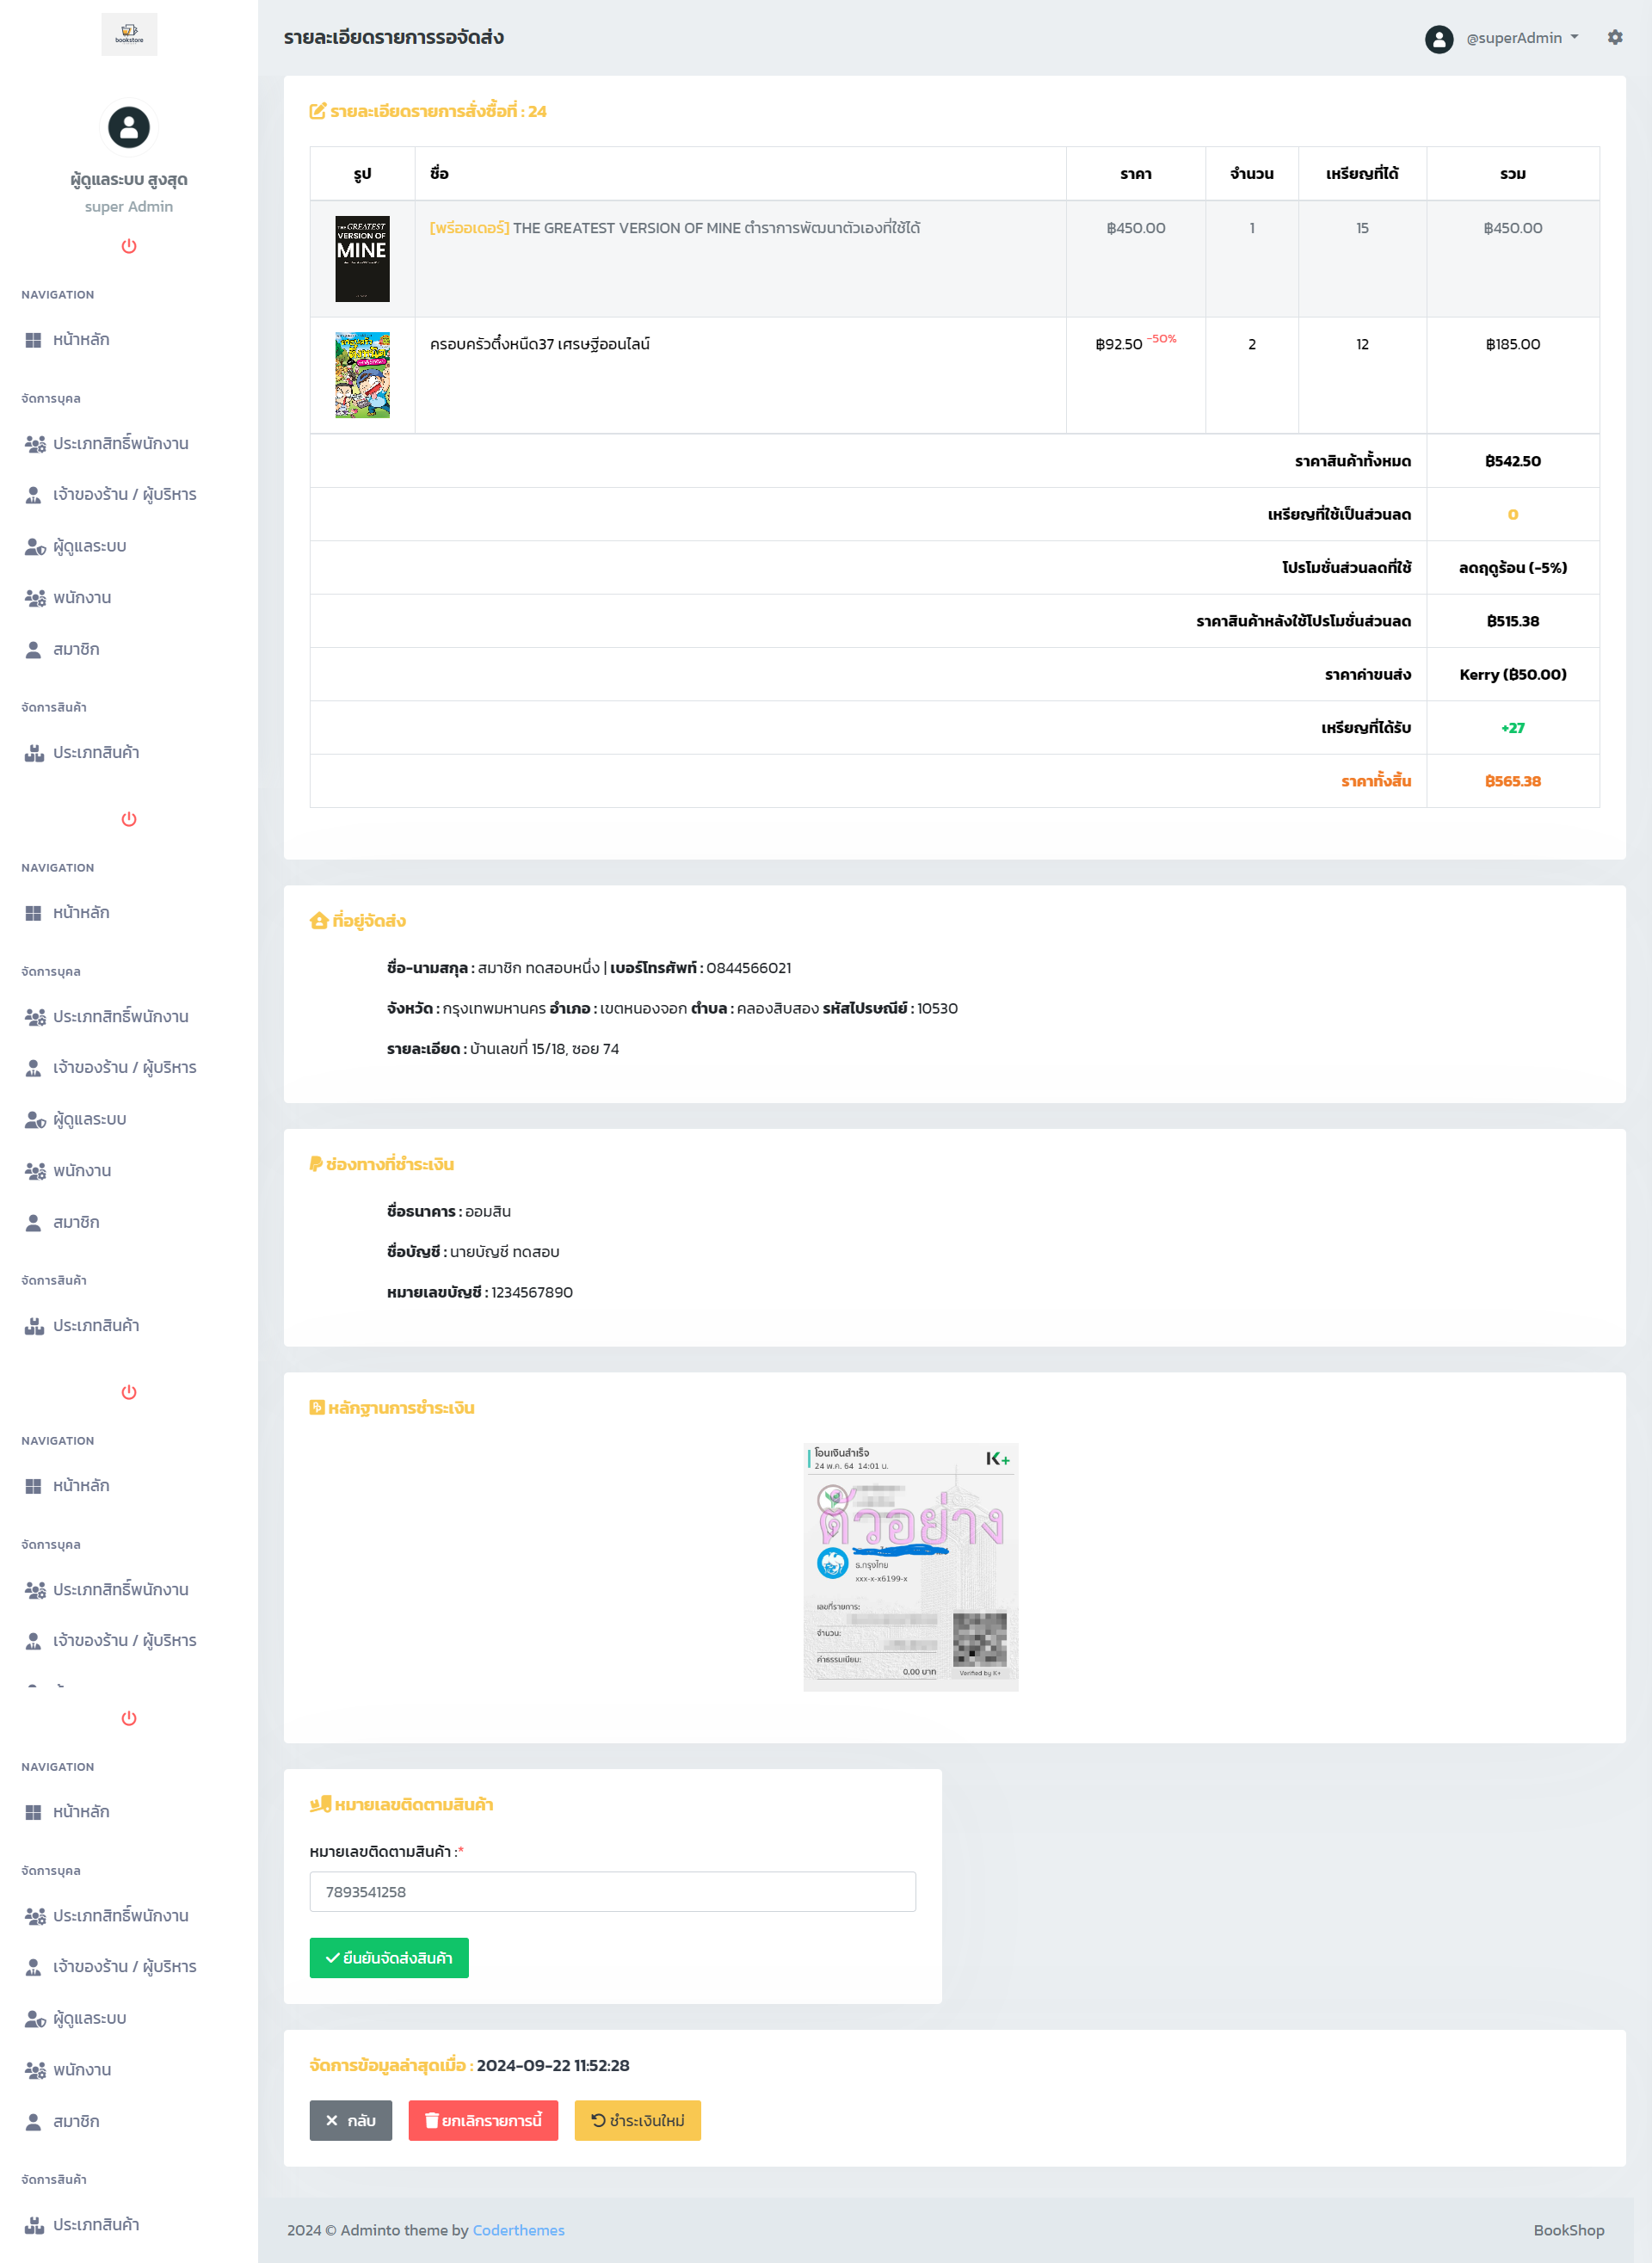 bookstore
ผู้ดูแลระบบ สูงสุด
super Admin
NAVIGATION
หน้าหลัก
จัดการบุคล
ประเภทสิทธิ์พนักงาน
เจ้าของร้าน / ผู้บริหาร
ผู้ดูแลระบบ
พนักงาน
สมาชิก
จัดการสินค้า
ประเภทสินค้า
NAVIGATION
หน้าหลัก
จัดการบุคล
ประเภทสิทธิ์พนักงาน
เจ้าของร้าน / ผู้บริหาร
ผู้ดูแลระบบ
พนักงาน
สมาชิก
จัดการสินค้า
ประเภทสินค้า
NAVIGATION
หน้าหลัก
จัดการบุคล
ประเภทสิทธิ์พนักงาน
เจ้าของร้าน / ผู้บริหาร
NAVIGATION
หน้าหลัก
จัดการบุคล
ประเภทสิทธิ์พนักงาน
เจ้าของร้าน / ผู้บริหาร
ผู้ดูแลระบบ
พนักงาน
สมาชิก
จัดการสินค้า
ประเภทสินค้า
รายละเอียดรายการรอจัดส่ง
@superAdmin
รายละเอียดรายการสั่งซื้อที่ : 24
รูป ชื่อ ราคา จำนวน เหรียญที่ได้ รวม
THE GREATEST
VERSION OF
MINE
[พรีออเดอร์] THE GREATEST VERSION OF MINE ตำราการพัฒนาตัวเองที่ใช้ได้ ฿450.00 1 15 ฿450.00
ครอบครัวตึ๋งหนืด37 เศรษฐีออนไลน์ ฿92.50 -50% 2 12 ฿185.00
ราคาสินค้าทั้งหมด ฿542.50
เหรียญที่ใช้เป็นส่วนลด 0
โปรโมชั่นส่วนลดที่ใช้ ลดฤดูร้อน (-5%)
ราคาสินค้าหลังใช้โปรโมชั่นส่วนลด ฿515.38
ราคาค่าขนส่ง Kerry (฿50.00)
เหรียญที่ได้รับ +27
ราคาทั้งสิ้น ฿565.38
ที่อยู่จัดส่ง
ชื่อ-นามสกุล : สมาชิก ทดสอบหนึ่ง | เบอร์โทรศัพท์ : 0844566021
จังหวัด : กรุงเทพมหานคร อำเภอ : เขตหนองจอก ตำบล : คลองสิบสอง รหัสไปรษณีย์ : 10530
รายละเอียด : บ้านเลขที่ 15/18, ซอย 74
ช่องทางที่ชำระเงิน
ชื่อธนาคาร : ออมสิน
ชื่อบัญชี : นายบัญชี ทดสอบ
หมายเลขบัญชี : 1234567890
หลักฐานการชำระเงิน
โอนเงินสำเร็จ
24 พ.ค. 64 14:01 น.
K+
ตัวอย่าง
ธ.กรุงไทย
xxx-x-x6199-x
เลขที่รายการ:
จำนวน:
ค่าธรรมเนียม:
0.00 บาท
Verified by K+
หมายเลขติดตามสินค้า
หมายเลขติดตามสินค้า :*
7893541258
ยืนยันจัดส่งสินค้า
จัดการข้อมูลล่าสุดเมื่อ : 2024-09-22 11:52:28
กลับ ยกเลิกรายการนี้ ชำระเงินใหม่
2024 © Adminto theme by Coderthemes
BookShop